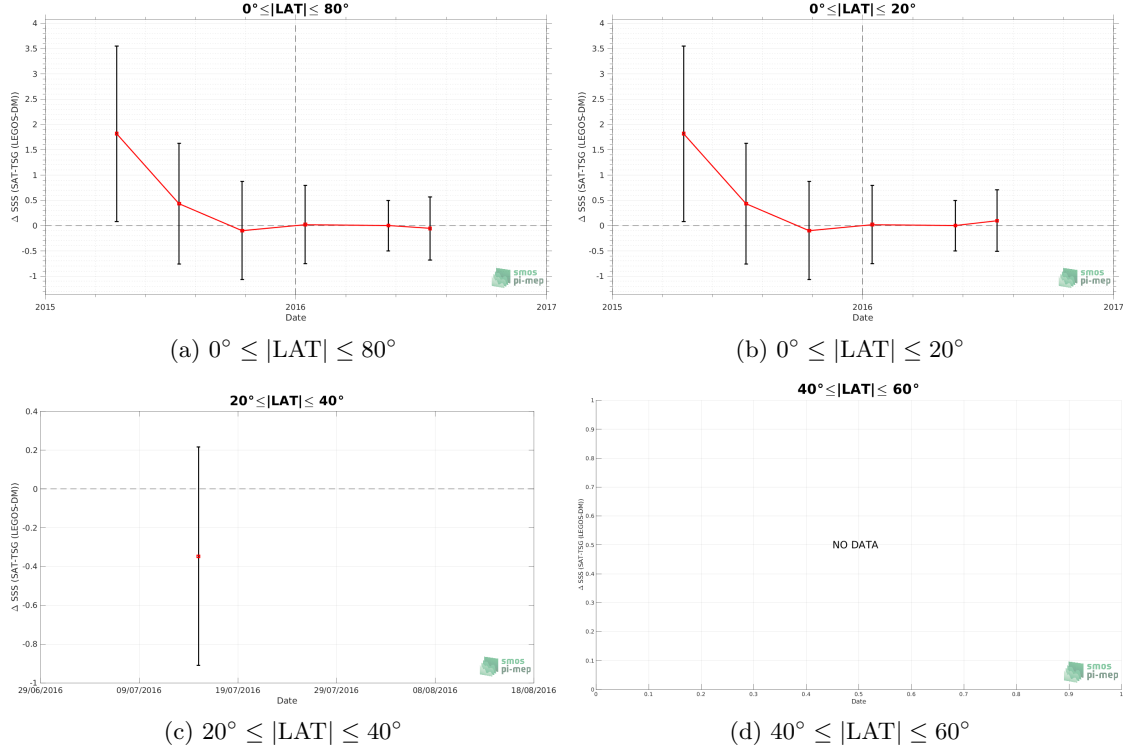 0°≤|LAT|≤ 80°
Δ SSS (SAT-TSG (LEGOS-DM))
4
3.5
3
2.5
2
1.5
1
0.5
0
-0.5
-1
2015
2016
2017
Date
smos
pi-mep
(a) 0° ≤ |LAT| ≤ 80°
0°≤|LAT|≤ 20°
Δ SSS (SAT-TSG (LEGOS-DM))
4
3.5
3
2.5
2
1.5
1
0.5
0
-0.5
-1
2015
2016
2017
Date
smos
pi-mep
(b) 0° ≤ |LAT| ≤ 20°
20°≤|LAT|≤ 40°
Δ SSS (SAT-TSG (LEGOS-DM))
0.4
0.2
0
-0.2
-0.4
-0.6
-0.8
-1
29/06/2016
09/07/2016
19/07/2016
29/07/2016
08/08/2016
18/08/2016
Date
smos
pi-mep
(c) 20° ≤ |LAT| ≤ 40°
40°≤|LAT|≤ 60°
Δ SSS (SAT-TSG (LEGOS-DM))
1
0.9
0.8
0.7
0.6
0.5
0.4
0.3
0.2
0.1
0
NO DATA
0
0.1
0.2
0.3
0.4
0.5
0.6
0.7
0.8
0.9
1
Date
smos
pi-mep
(d) 40° ≤ |LAT| ≤ 60°